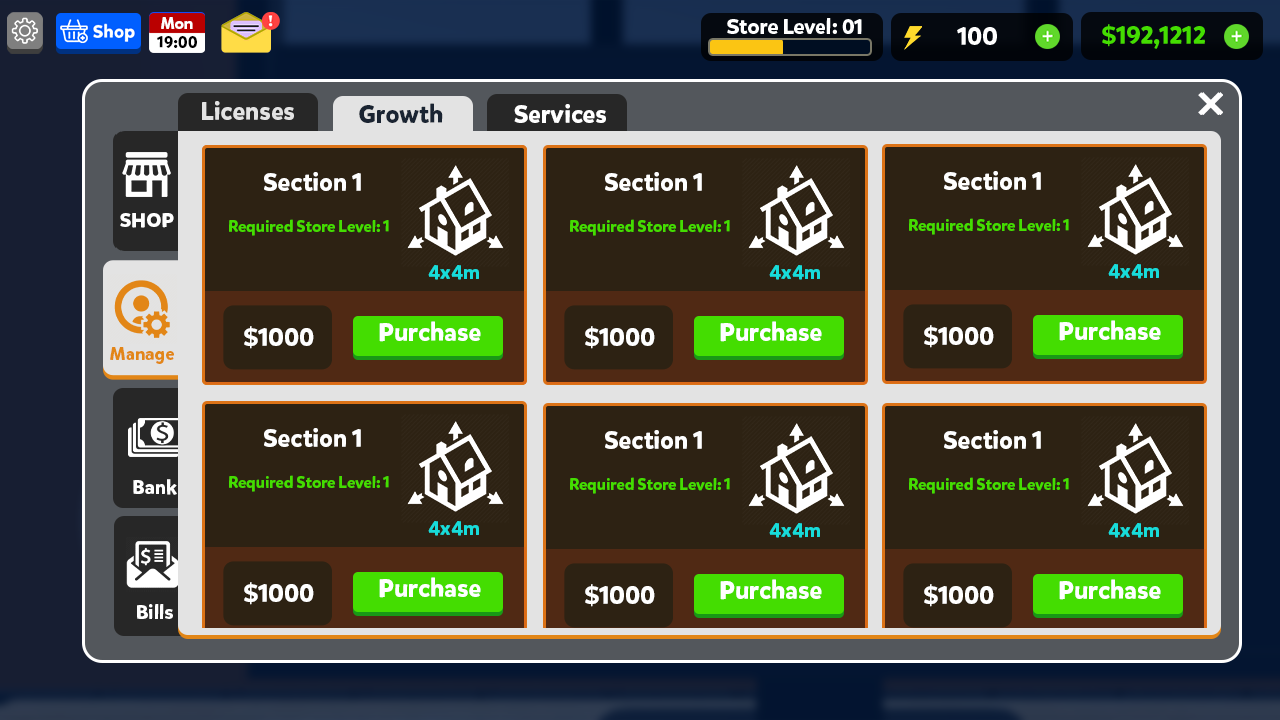 Shop
Mon
19:00
!
Store Level: 01
100
+
$192,1212
+
Licenses
Growth
Services
SHOP
Manage
Bank
Bills
Section 1
Required Store Level: 1
4x4m
$1000
Purchase
Section 1
Required Store Level: 1
4x4m
$1000
Purchase
Section 1
Required Store Level: 1
4x4m
$1000
Purchase
Section 1
Required Store Level: 1
4x4m
$1000
Purchase
Section 1
Required Store Level: 1
4x4m
$1000
Purchase
Section 1
Required Store Level: 1
4x4m
$1000
Purchase